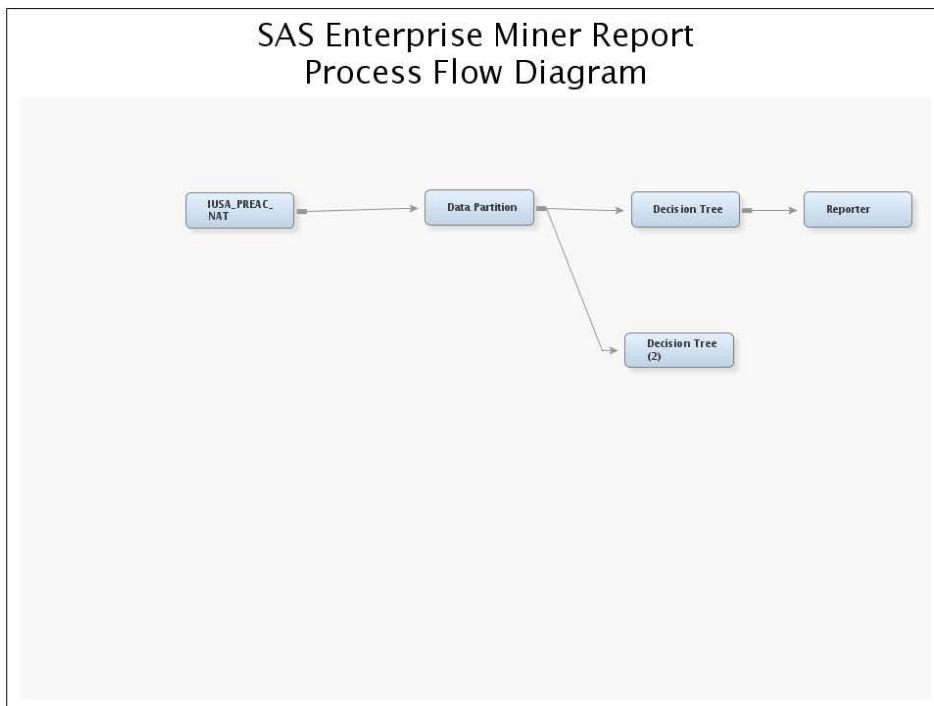 SAS Enterprise Miner Report
Process Flow Diagram
IUSA_PREAC_
NAT
Data Partition
Decision Tree
Reporter
Decision Tree
(2)